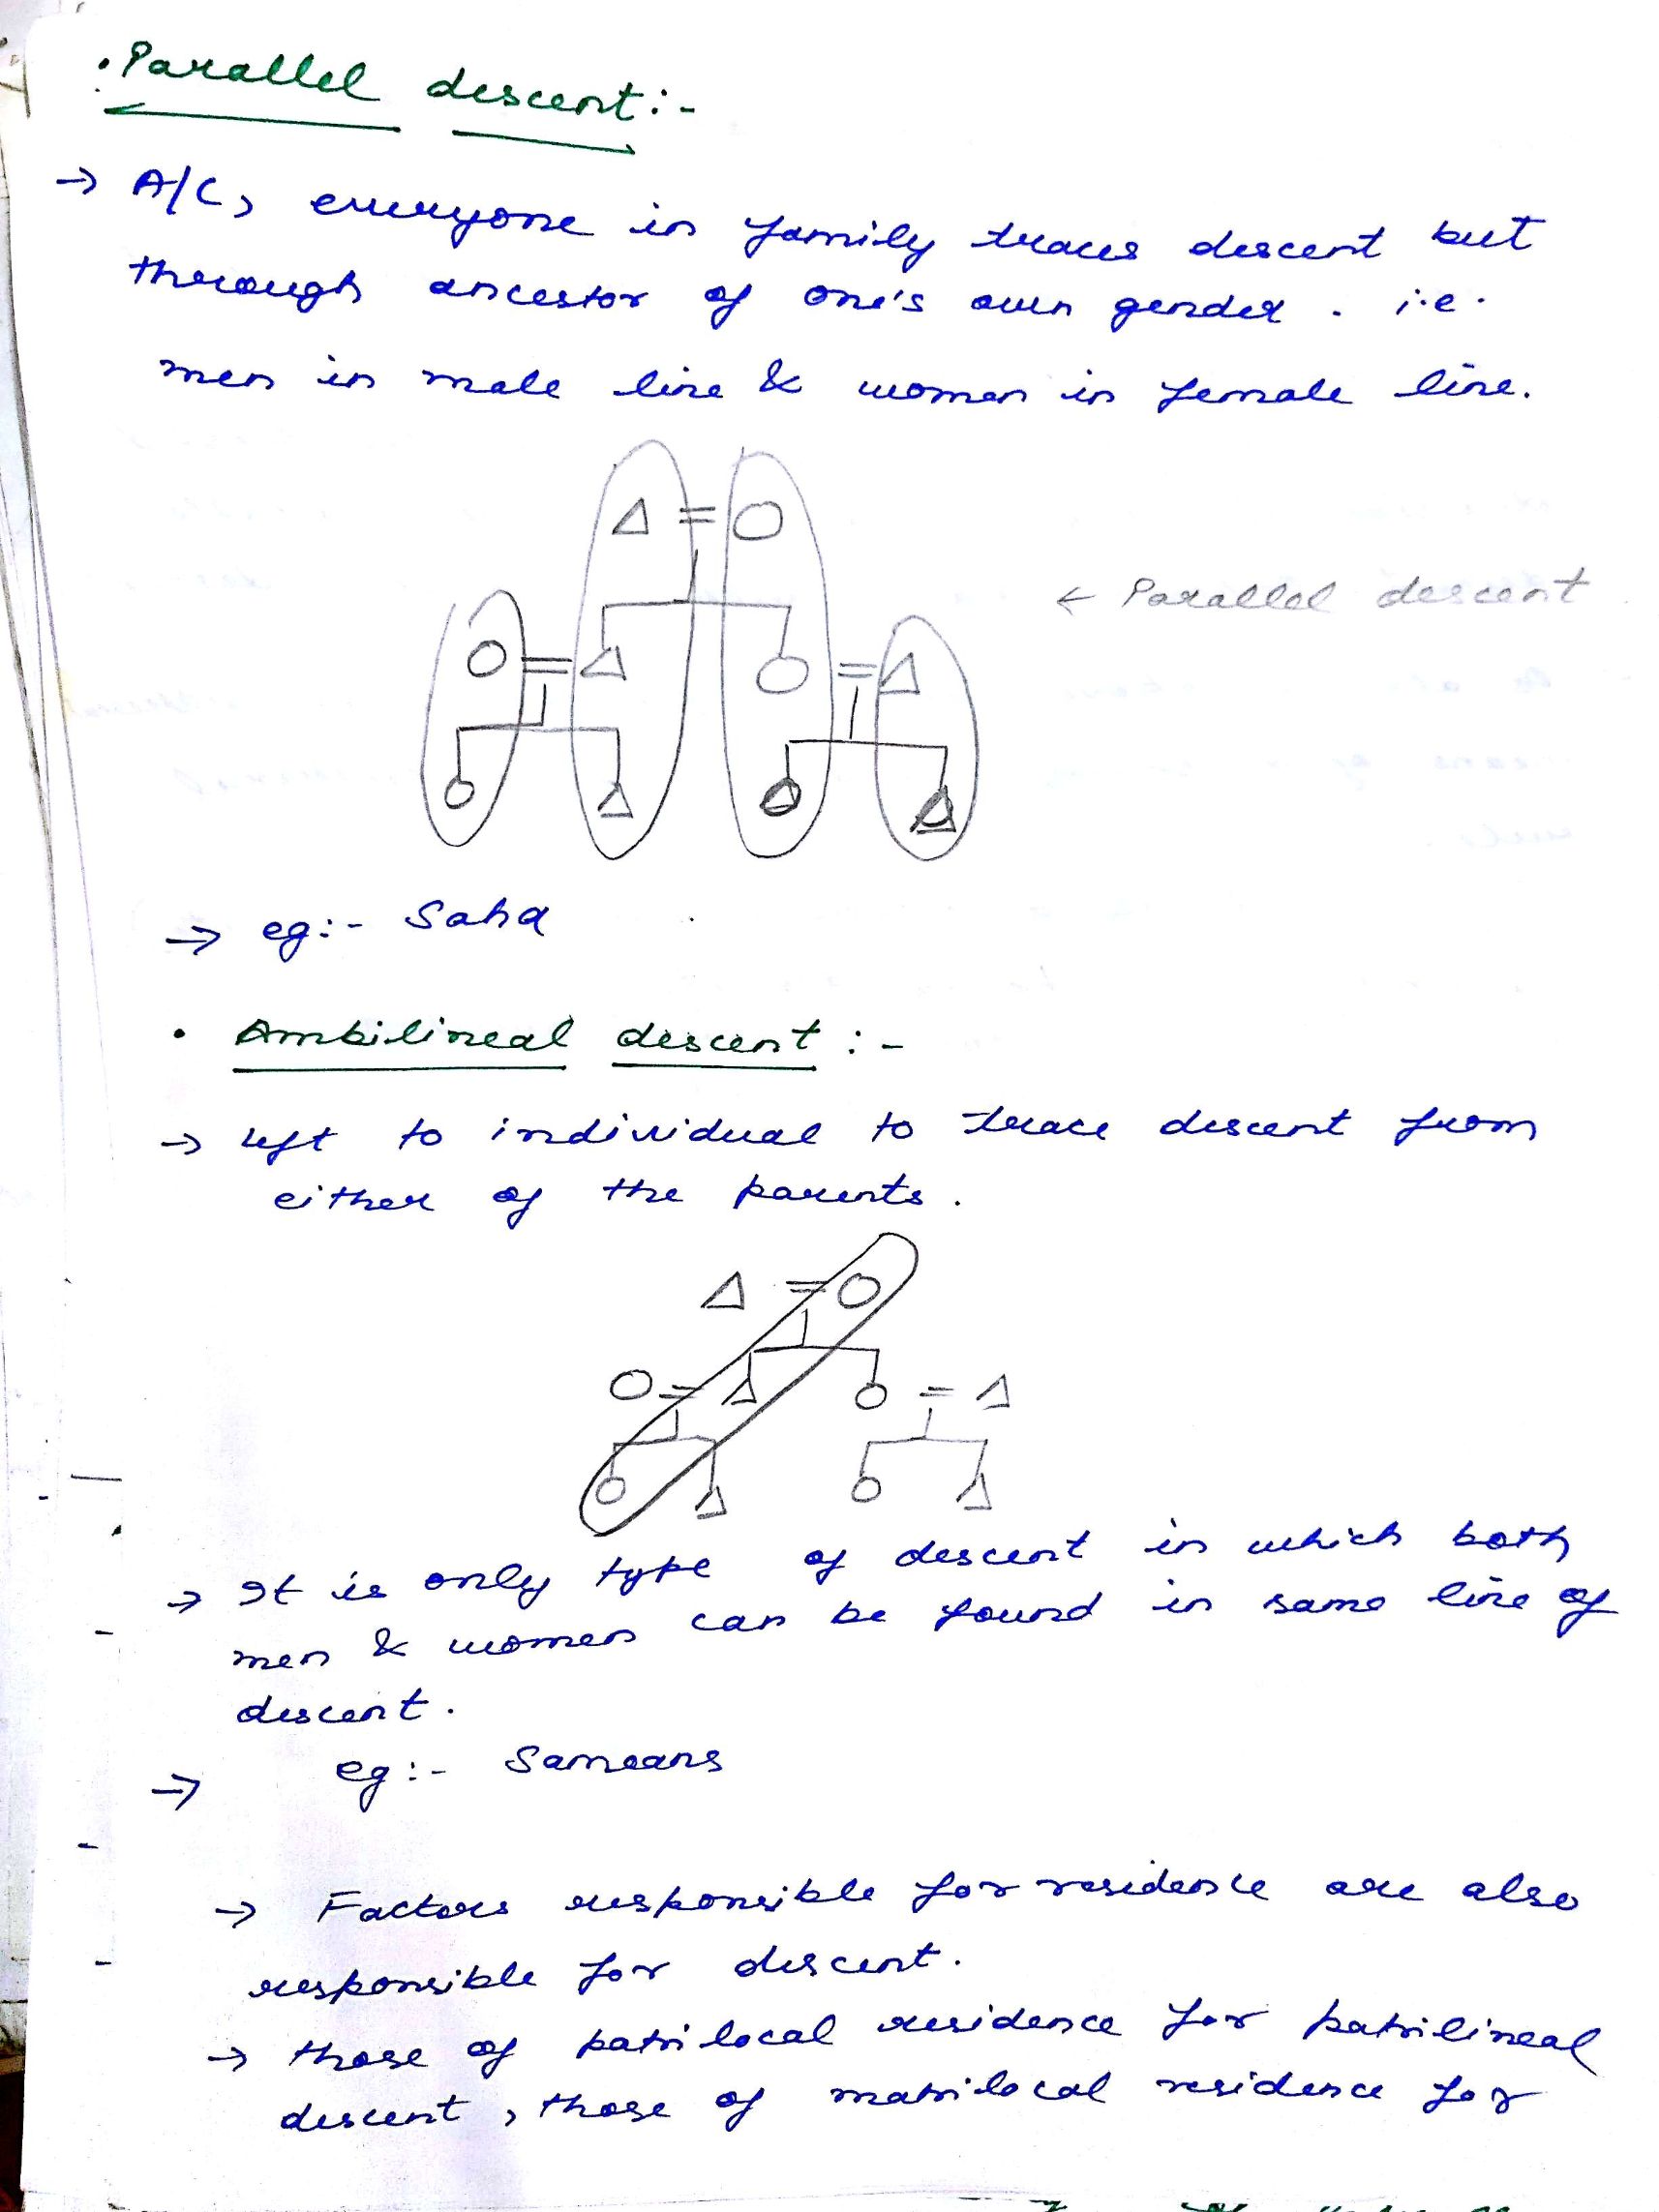 • Parallel descent :-
→ A/C, everyone in family traces descent but
through ancestor of one's own gender . i.e.
men in male line & women in female line.
← Parallel descent
→ eg:- Saha
• Ambilineal descent :-
→ left to individual to trace descent from
either of the parents .
→ It is only type of descent in which both
men & women can be found in same line of
descent .
→ eg :- Samoans
→ Factors responsible for residence are also
responsible for descent .
→ those of patrilocal residence for patrilineal
descent , those of matrilocal residence for